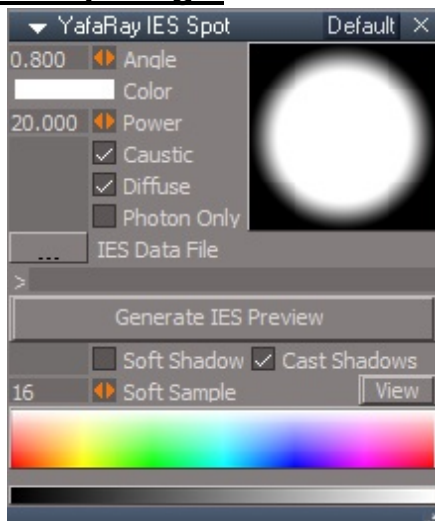 YafaRay IES Spot Default ×
0.800 Angle
Color
20.000 Power
Caustic
Diffuse
Photon Only
... IES Data File
>
Generate IES Preview
Soft Shadow Cast Shadows
16 Soft Sample View